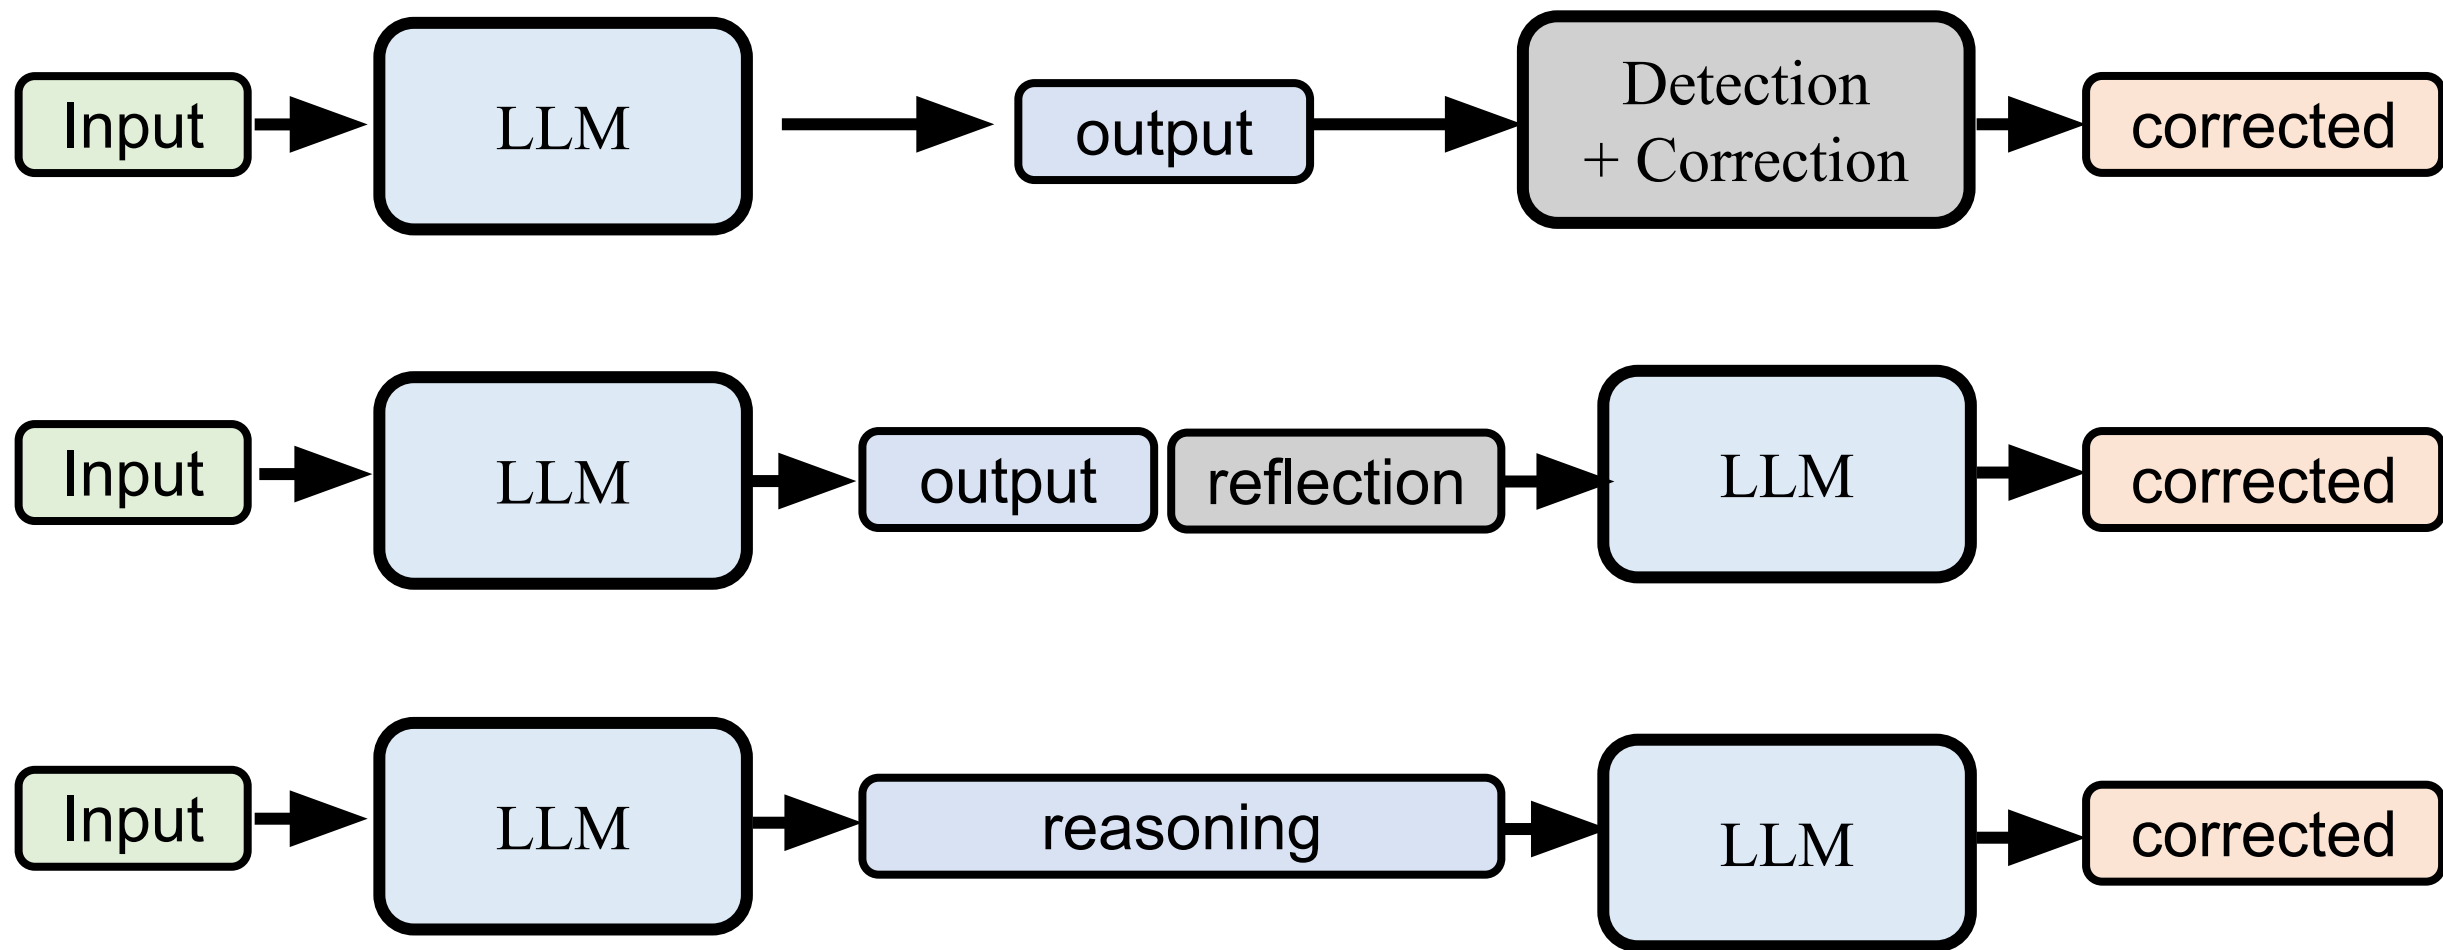 Input
LLM
output
Detection
+ Correction
corrected
Input
LLM
output
reflection
LLM
corrected
Input
LLM
reasoning
LLM
corrected